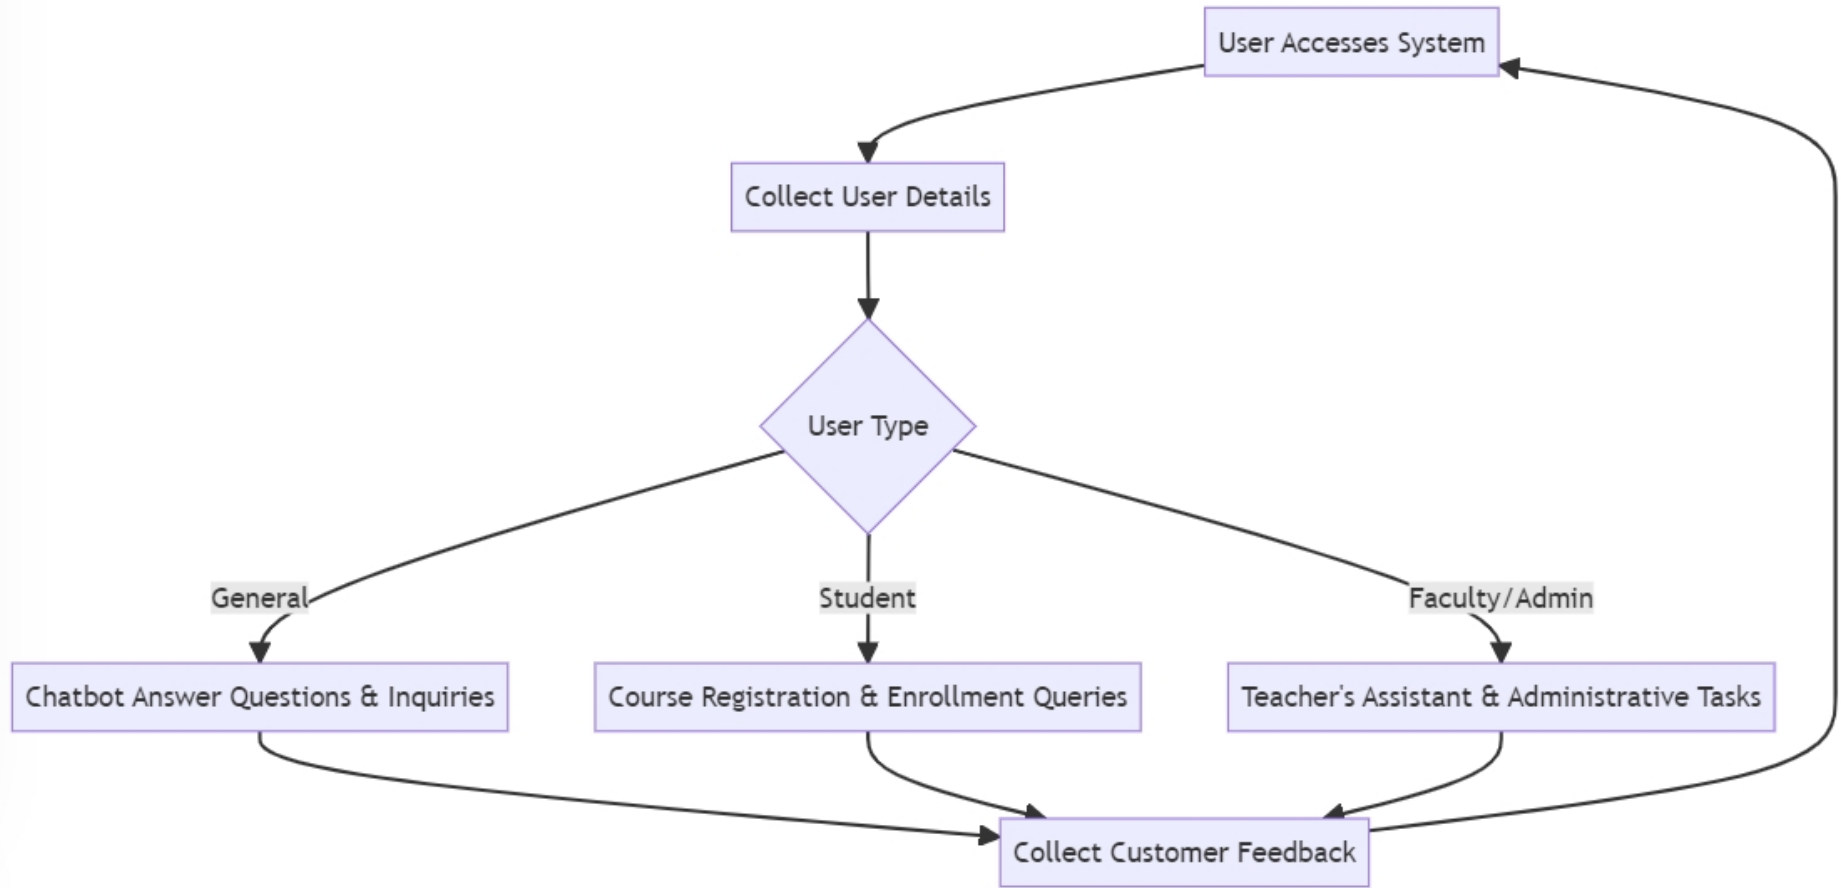 User Accesses System
Collect User Details
User Type
General
Student
Faculty/Admin
Chatbot Answer Questions & Inquiries
Course Registration & Enrollment Queries
Teacher's Assistant & Administrative Tasks
Collect Customer Feedback